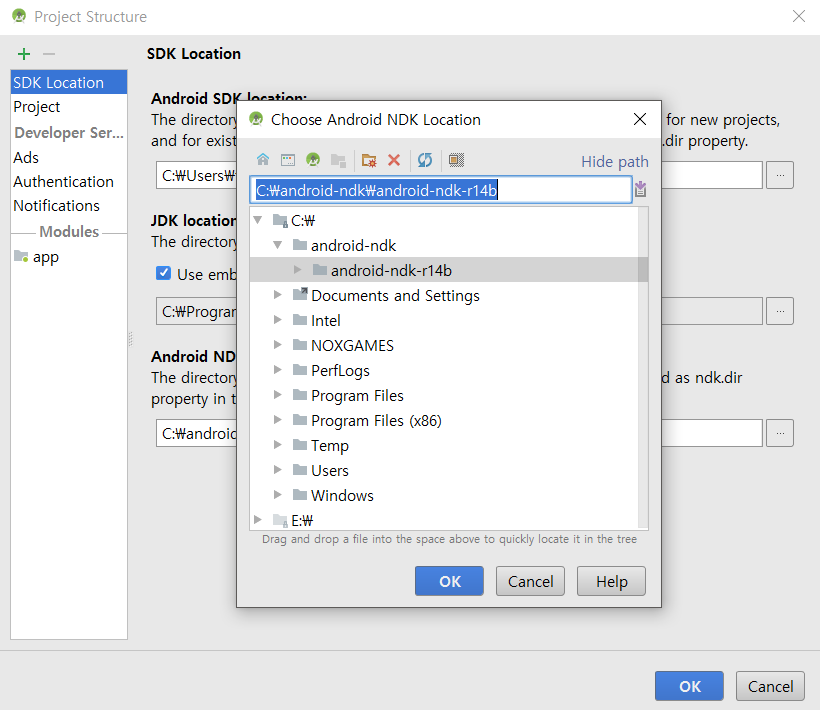 Project Structure
SDK Location
Project
Developer Ser...
Ads
Authentication
Notifications
Modules
app
SDK Location
Android SDK location:
The directory for new projects,
and for exist .dir property.
C:₩Users₩
...
JDK location
The directory
Use emb
C:₩Progra
...
Android ND
The directory d as ndk.dir
property in t
C:₩android
...
Choose Android NDK Location
Hide path
C:₩android-ndk₩android-ndk-r14b
C:₩
android-ndk
android-ndk-r14b
Documents and Settings
Intel
NOXGAMES
PerfLogs
Program Files
Program Files (x86)
Temp
Users
Windows
E:₩
Drag and drop a file into the space above to quickly locate it in the tree
OK
Cancel
Help
OK
Cancel